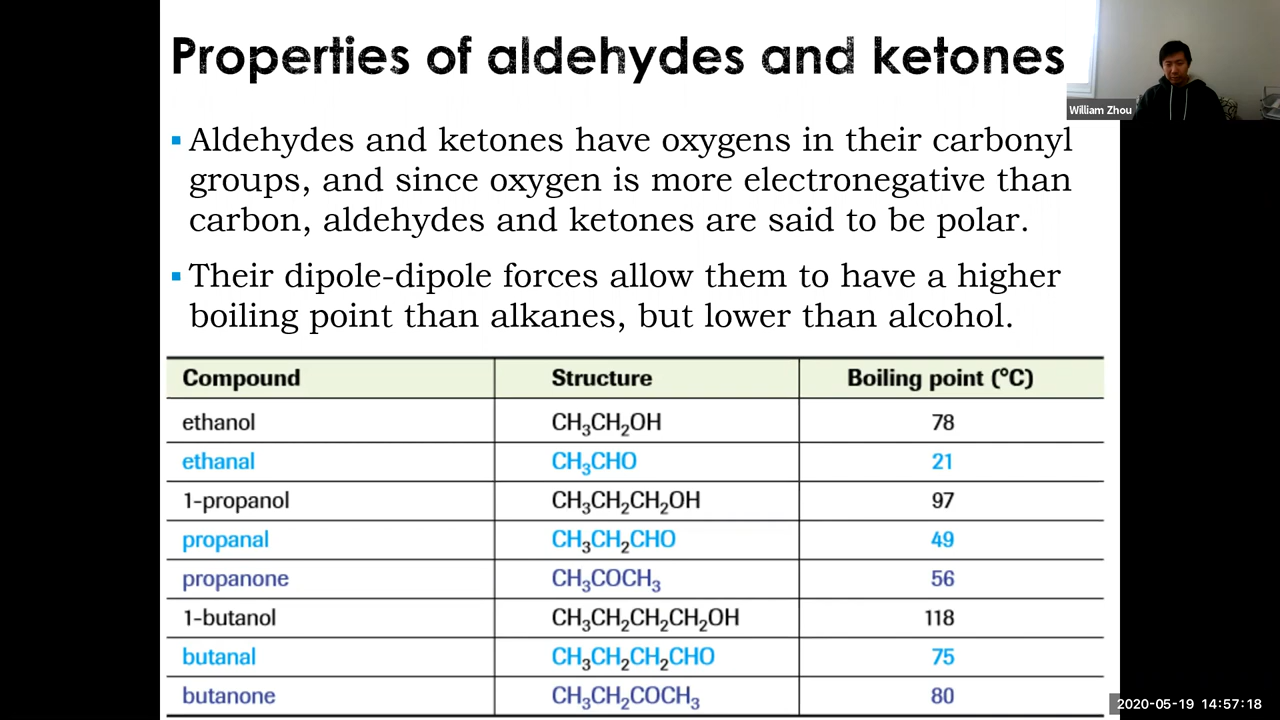 Properties of aldehydes and ketones
William Zhou
▪ Aldehydes and ketones have oxygens in their carbonyl
groups, and since oxygen is more electronegative than
carbon, aldehydes and ketones are said to be polar.
▪ Their dipole-dipole forces allow them to have a higher
boiling point than alkanes, but lower than alcohol.
Compound Structure Boiling point (°C)
ethanol CH₃CH₂OH 78
ethanal CH₃CHO 21
1-propanol CH₃CH₂CH₂OH 97
propanal CH₃CH₂CHO 49
propanone CH₃COCH₃ 56
1-butanol CH₃CH₂CH₂CH₂OH 118
butanal CH₃CH₂CH₂CHO 75
butanone CH₃CH₂COCH₃ 80
2020-05-19 14:57:18